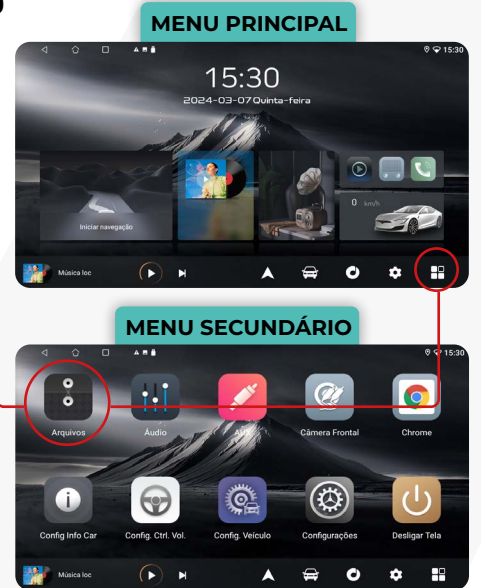 MENU PRINCIPAL
15:30
15:30
2024-03-07 Quinta-feira
Iniciar navegação
0 km/h
Música loc
MENU SECUNDÁRIO
15:30
Arquivos
Áudio
AUX
Câmera Frontal
Chrome
Config Info Car
Config. Ctrl. Vol.
Config. Veículo
Configurações
Desligar Tela
Música loc